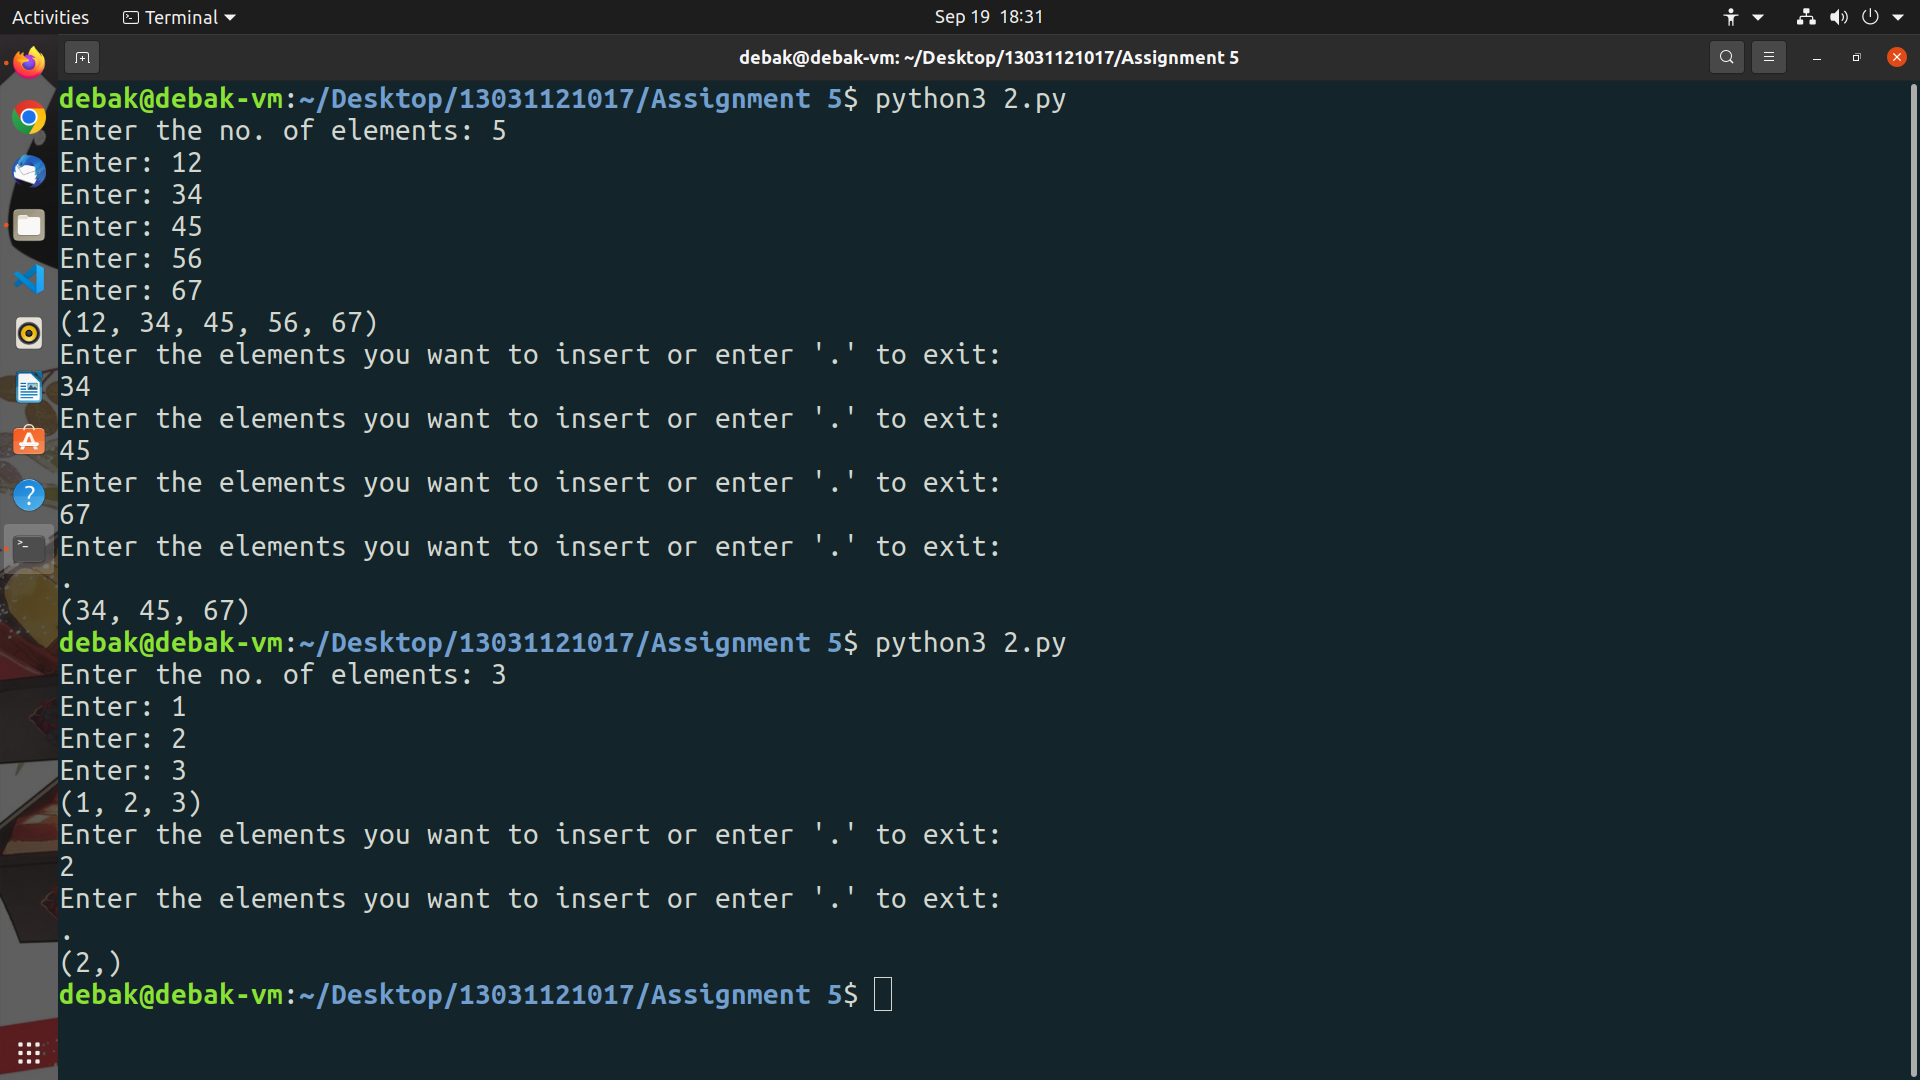 Activities
Terminal
Sep 19 18:31
debak@debak-vm: ~/Desktop/13031121017/Assignment 5
debak@debak-vm:~/Desktop/13031121017/Assignment 5$ python3 2.py
Enter the no. of elements: 5
Enter: 12
Enter: 34
Enter: 45
Enter: 56
Enter: 67
(12, 34, 45, 56, 67)
Enter the elements you want to insert or enter '.' to exit:
34
Enter the elements you want to insert or enter '.' to exit:
45
Enter the elements you want to insert or enter '.' to exit:
67
Enter the elements you want to insert or enter '.' to exit:
.
(34, 45, 67)
debak@debak-vm:~/Desktop/13031121017/Assignment 5$ python3 2.py
Enter the no. of elements: 3
Enter: 1
Enter: 2
Enter: 3
(1, 2, 3)
Enter the elements you want to insert or enter '.' to exit:
2
Enter the elements you want to insert or enter '.' to exit:
.
(2,)
debak@debak-vm:~/Desktop/13031121017/Assignment 5$